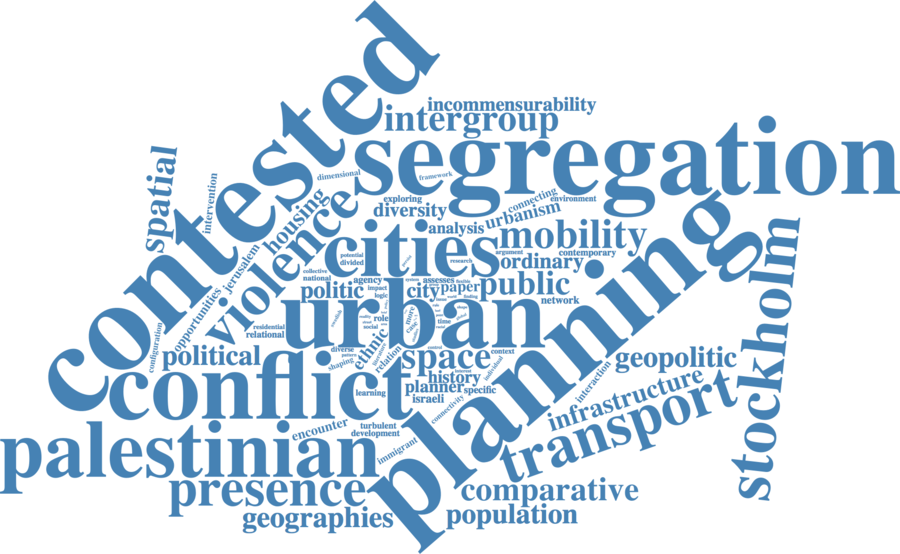 contested
incommensurability
intergroup
segregation
spatial
intervention
dimensional
framework
housing
violence
exploring
diversity
connecting
environment
urbanism
analysis
cities
mobility
planning
jerusalem
opportunities
argument
contemporary
ordinary
potential
divided
research
collective
national
agency
assesses
politic
impact
logic
city
paper
public
network
urban
stockholm
residential
relational
social
role
time
configuration
political
diverse
shaping
ethnic
relation
space
context
geopolitic
conflict
history
planner
specific
israeli
learning
individual
interaction
infrastructure
transport
connectivity
palestinian
encounter
turbulent
development
immigrant
presence
comparative
geographies
population